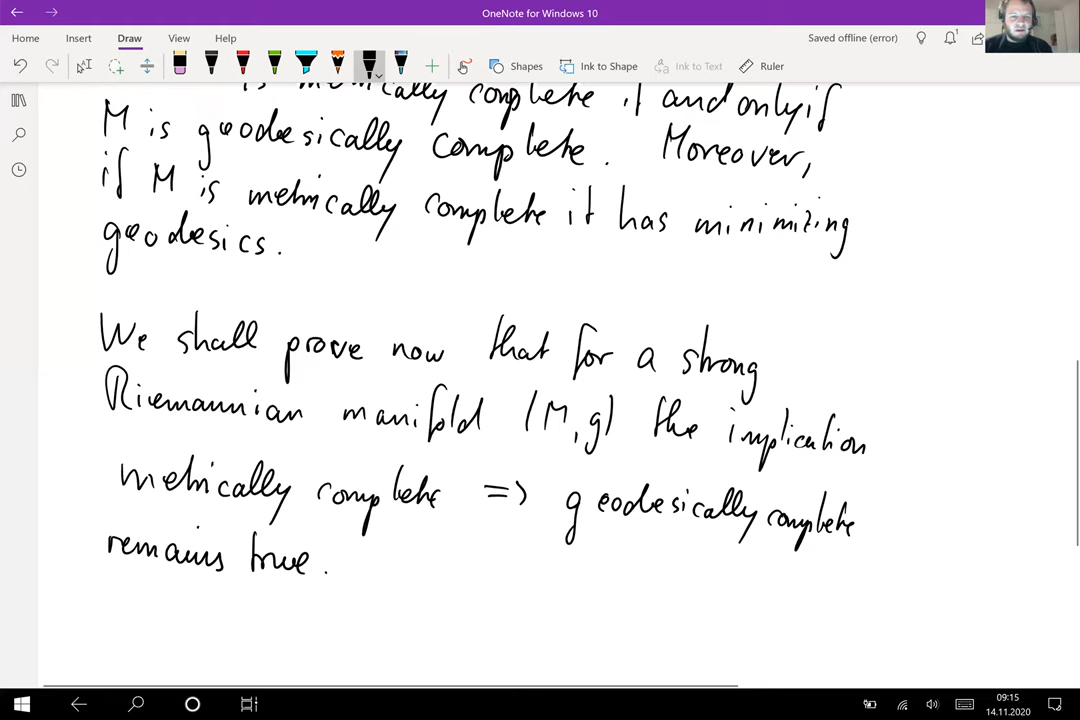 OneNote for Windows 10
Home Insert Draw View Help
Saved offline (error)
Shapes Ink to Shape Ink to Text Ruler
is metrically complete if and only if
M is geodesically complete. Moreover,
if M is metrically complete it has minimizing
geodesics.
We shall prove now that for a strong
Riemannian manifold (M, g) the implication
metrically complete => geodesically complete
remains true.
09:15
14.11.2020